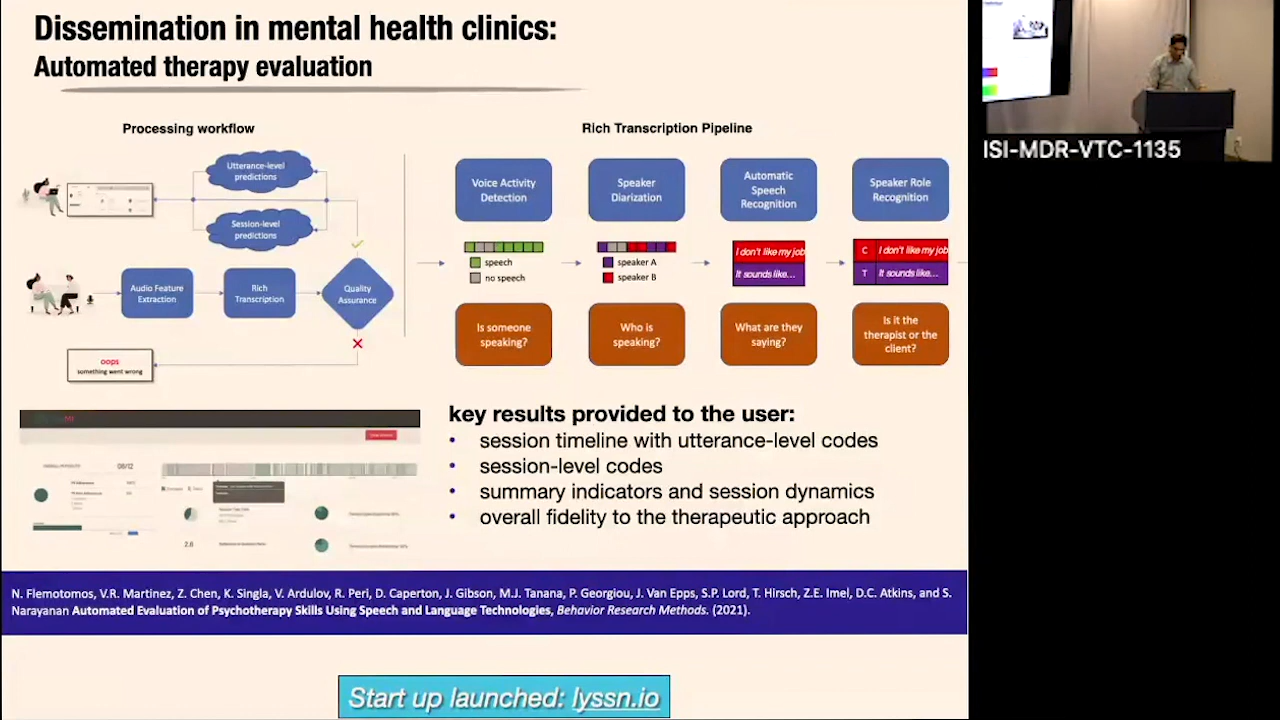 Dissemination in mental health clinics:
Automated therapy evaluation
Processing workflow
Utterance-level
predictions
Session-level
predictions
Audio Feature
Extraction
Rich
Transcription
Quality
Assurance
oops
something went wrong
Rich Transcription Pipeline
Voice Activity
Detection
Speaker
Diarization
Automatic
Speech
Recognition
Speaker Role
Recognition
speech
no speech
speaker A
speaker B
I don't like my job
It sounds like...
C I don't like my job
T It sounds like...
Is someone
speaking?
Who is
speaking?
What are they
saying?
Is it the
therapist or the
client?
08/12
2.6
key results provided to the user:
• session timeline with utterance-level codes
• session-level codes
• summary indicators and session dynamics
• overall fidelity to the therapeutic approach
N. Flemotomos, V.R. Martinez, Z. Chen, K. Singla, V. Ardulov, R. Peri, D. Caperton, J. Gibson, M.J. Tanana, P. Georgiou, J. Van Epps, S.P. Lord, T. Hirsch, Z.E. Imel, D.C. Atkins, and S.
Narayanan Automated Evaluation of Psychotherapy Skills Using Speech and Language Technologies, Behavior Research Methods. (2021).
Start up launched: lyssn.io
ISI-MDR-VTC-1135